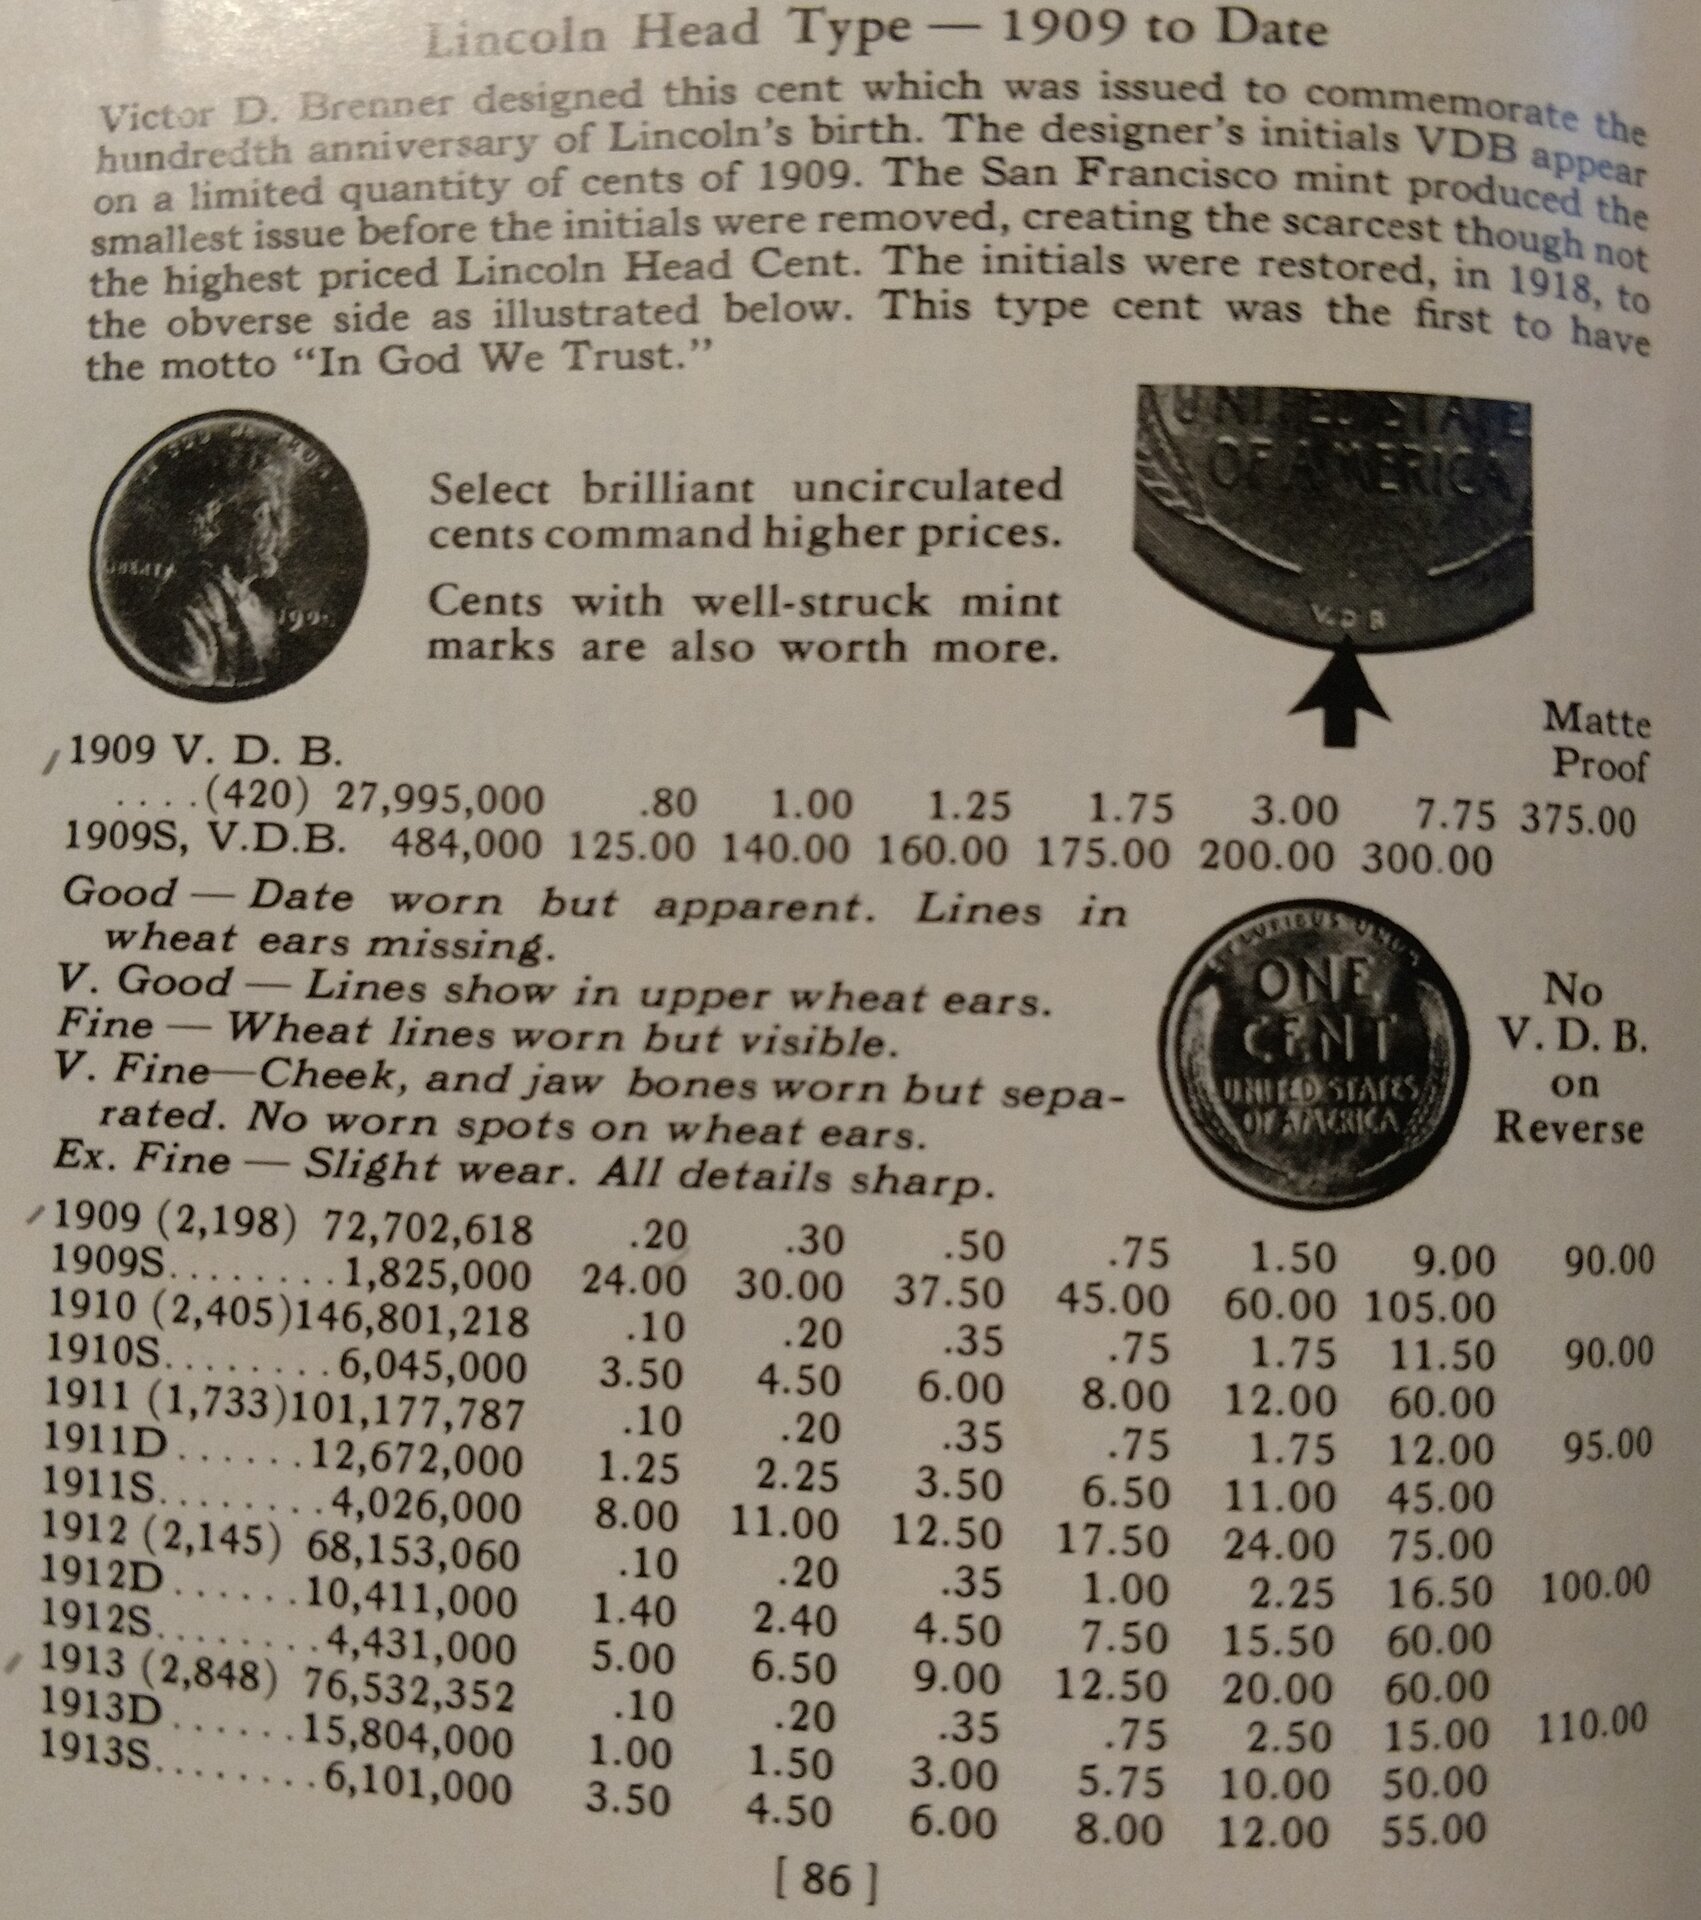 Lincoln Head Type — 1909 to Date
Victor D. Brenner designed this cent which was issued to commemorate the
hundredth anniversary of Lincoln's birth. The designer's initials VDB appear
on a limited quantity of cents of 1909. The San Francisco mint produced the
smallest issue before the initials were removed, creating the scarcest though not
the highest priced Lincoln Head Cent. The initials were restored, in 1918, to
the obverse side as illustrated below. This type cent was the first to have
the motto “In God We Trust.”
UNITED STATE
OF AMERICA
V.D.B
Select brilliant uncirculated
cents command higher prices.
Cents with well-struck mint
marks are also worth more.
Matte
Proof
1909 V. D. B.
....(420) 27,995,000 .80 1.00 1.25 1.75 3.00 7.75 375.00
1909S, V.D.B. 484,000 125.00 140.00 160.00 175.00 200.00 300.00
Good — Date worn but apparent. Lines in
wheat ears missing.
V. Good — Lines show in upper wheat ears.
Fine — Wheat lines worn but visible.
V. Fine—Cheek, and jaw bones worn but sepa-
rated. No worn spots on wheat ears.
Ex. Fine — Slight wear. All details sharp.
E PLURIBUS UNUM
ONE
CENT
UNITED STATES
OF AMERICA
No
V. D. B.
on
Reverse
1909 (2,198) 72,702,618 .20 .30 .50 .75 1.50 9.00 90.00
1909S........1,825,000 24.00 30.00 37.50 45.00 60.00 105.00
1910 (2,405)146,801,218 .10 .20 .35 .75 1.75 11.50 90.00
1910S........6,045,000 3.50 4.50 6.00 8.00 12.00 60.00
1911 (1,733)101,177,787 .10 .20 .35 .75 1.75 12.00 95.00
1911D......12,672,000 1.25 2.25 3.50 6.50 11.00 45.00
1911S........4,026,000 8.00 11.00 12.50 17.50 24.00 75.00
1912 (2,145) 68,153,060 .10 .20 .35 1.00 2.25 16.50 100.00
1912D......10,411,000 1.40 2.40 4.50 7.50 15.50 60.00
1912S........4,431,000 5.00 6.50 9.00 12.50 20.00 60.00
1913 (2,848) 76,532,352 .10 .20 .35 .75 2.50 15.00 110.00
1913D......15,804,000 1.00 1.50 3.00 5.75 10.00 50.00
1913S........6,101,000 3.50 4.50 6.00 8.00 12.00 55.00
[ 86 ]